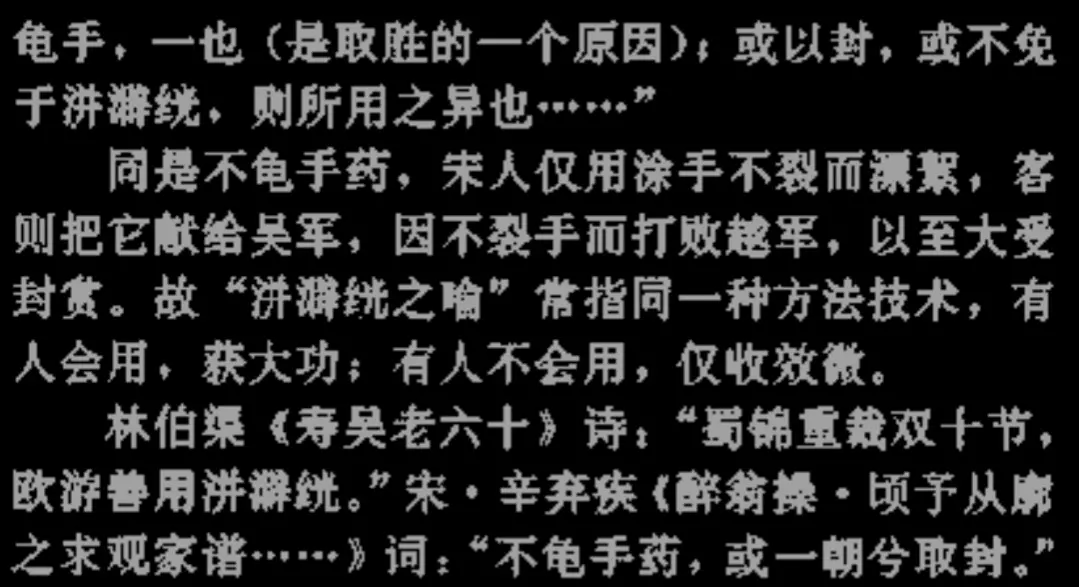 龟手，一也（是取胜的一个原因）；或以封，或不免
于洴澼絖，则所用之异也……”
同是不龟手药，宋人仅用涂手不裂而漂絮，客
则把它献给吴军，因不裂手而打败越军，以至大受
封赏。故“洴澼絖之喻”常指同一种方法技术，有
人会用，获大功；有人不会用，仅收效微。
林伯渠《寿吴老六十》诗：“蜀锦重裁双十节，
欧游善用洴澼絖。”宋·辛弃疾《醉翁操·顷予从廓
之求观家谱……》词：“不龟手药，或一朝兮取封。”